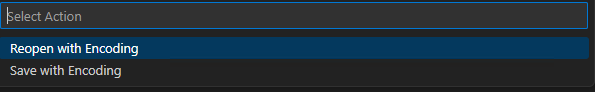 Select Action
Reopen with Encoding
Save with Encoding